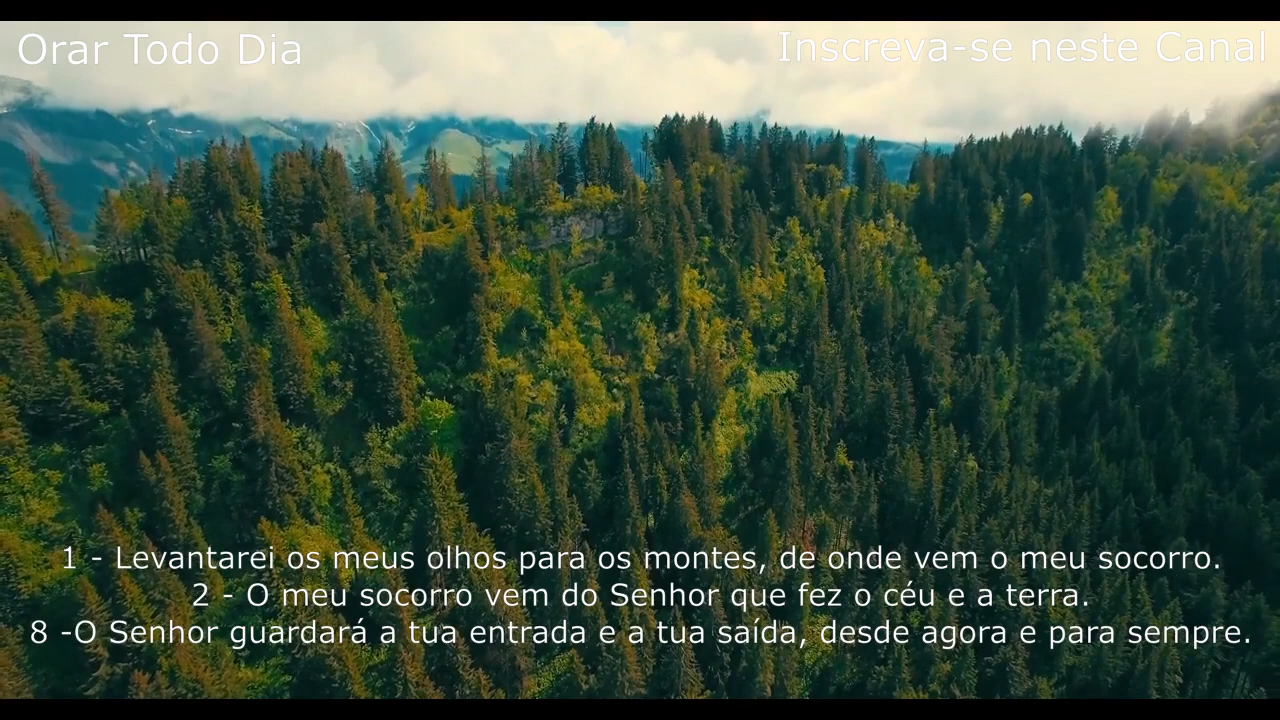 Orar Todo Dia
Inscreva-se neste Canal
1 - Levantarei os meus olhos para os montes, de onde vem o meu socorro.
2 - O meu socorro vem do Senhor que fez o céu e a terra.
8 -O Senhor guardará a tua entrada e a tua saída, desde agora e para sempre.